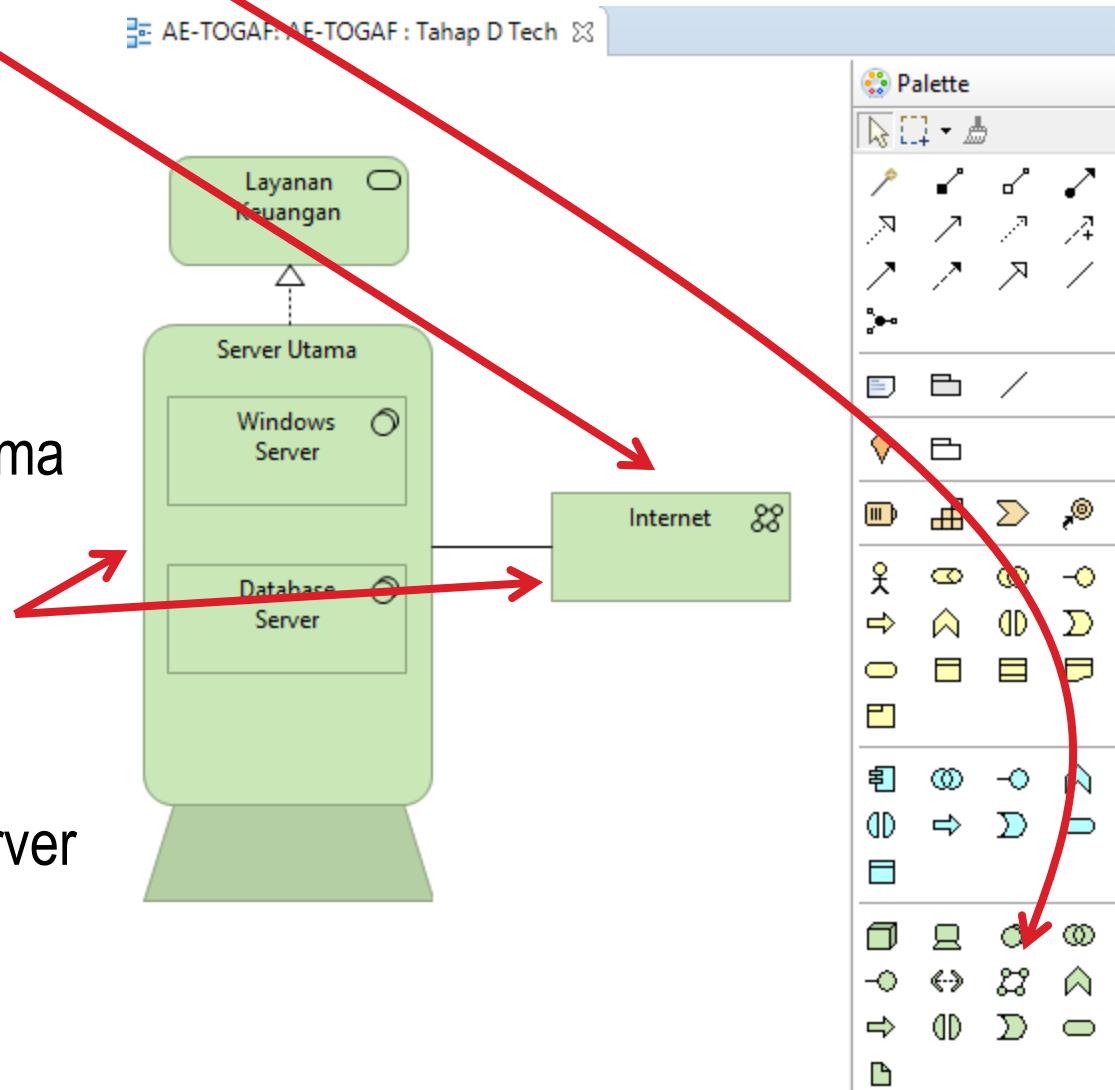 AE-TOGAF: AE-TOGAF : Tahap D Tech
Palette
Layanan
Keuangan
Server Utama
Windows
Server
ma
Internet
Database
Server
rver